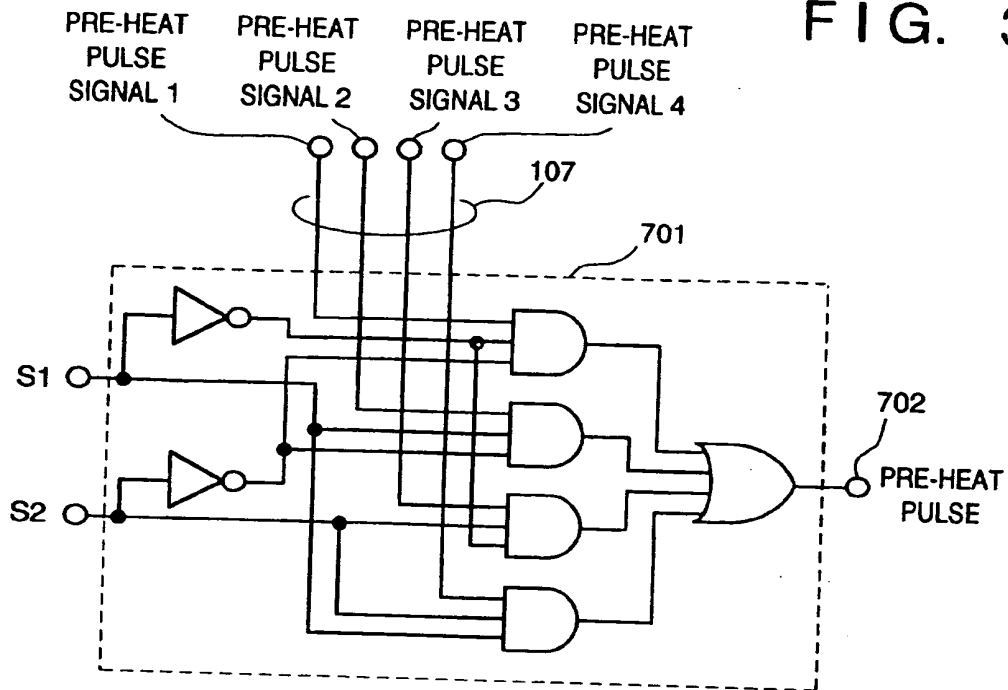 FIG. 3
PRE-HEAT
PULSE
SIGNAL 1
PRE-HEAT
PULSE
SIGNAL 2
PRE-HEAT
PULSE
SIGNAL 3
PRE-HEAT
PULSE
SIGNAL 4
107
701
S1
S2
702
PRE-HEAT
PULSE